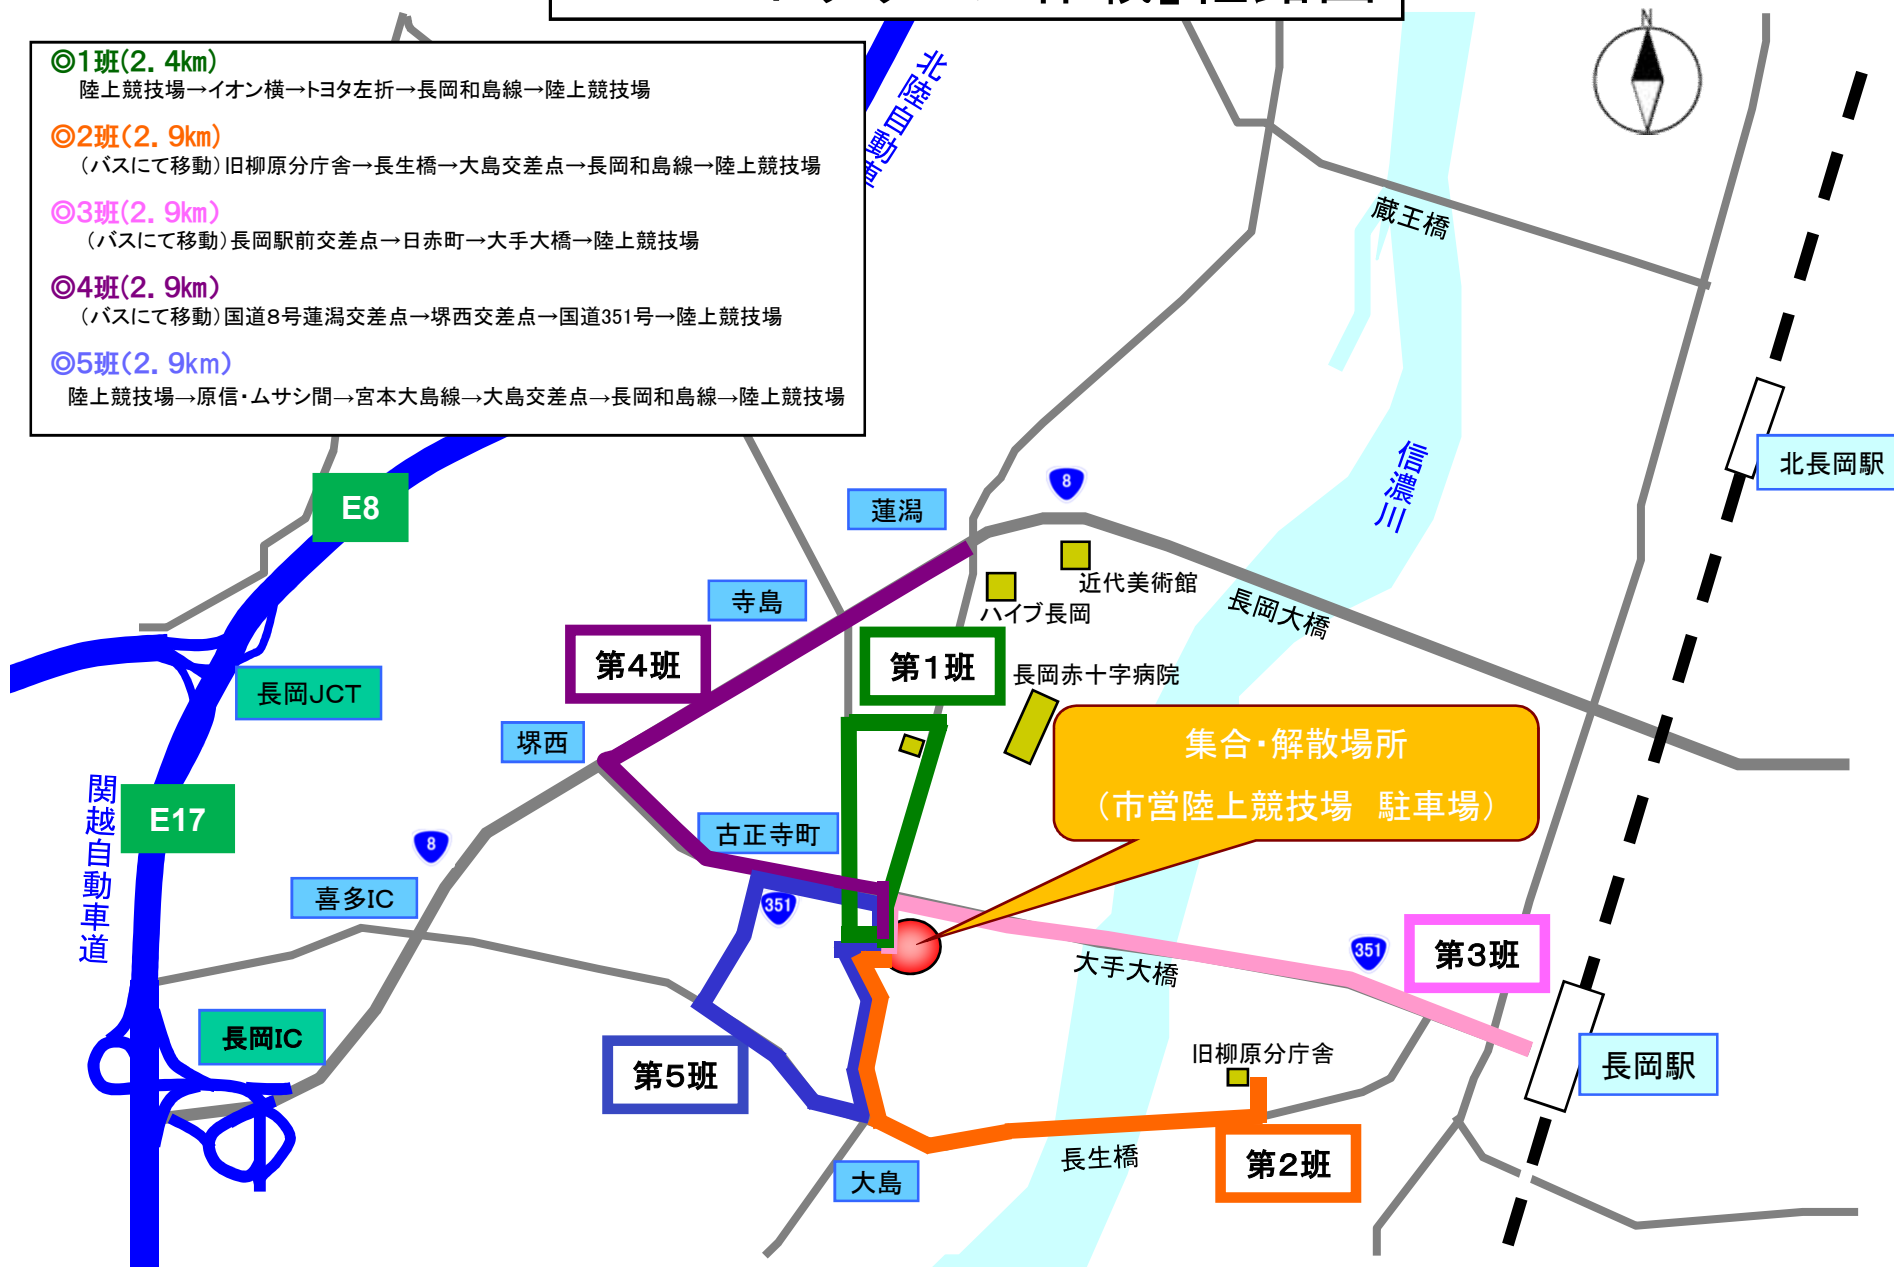 ◎1班(2．4km)
陸上競技場→イオン横→トヨタ左折→長岡和島線→陸上競技場
◎2班(2．9km)
（バスにて移動）旧柳原分庁舎→長生橋→大島交差点→長岡和島線→陸上競技場
◎3班(2．9km)
（バスにて移動）長岡駅前交差点→日赤町→大手大橋→陸上競技場
◎4班(2．9km)
（バスにて移動）国道8号蓮潟交差点→堺西交差点→国道351号→陸上競技場
◎5班(2．9km)
陸上競技場→原信・ムサシ間→宮本大島線→大島交差点→長岡和島線→陸上競技場
N
北陸自動車
蔵王橋
北長岡駅
信濃川
E8
8
蓮潟
近代美術館
寺島
ハイブ長岡
長岡大橋
第4班
第1班
長岡赤十字病院
長岡JCT
堺西
集合・解散場所
（市営陸上競技場　駐車場）
関越自動車道
E17
8
古正寺町
喜多IC
351
351
第3班
大手大橋
長岡IC
旧柳原分庁舎
長岡駅
第5班
長生橋
第2班
大島